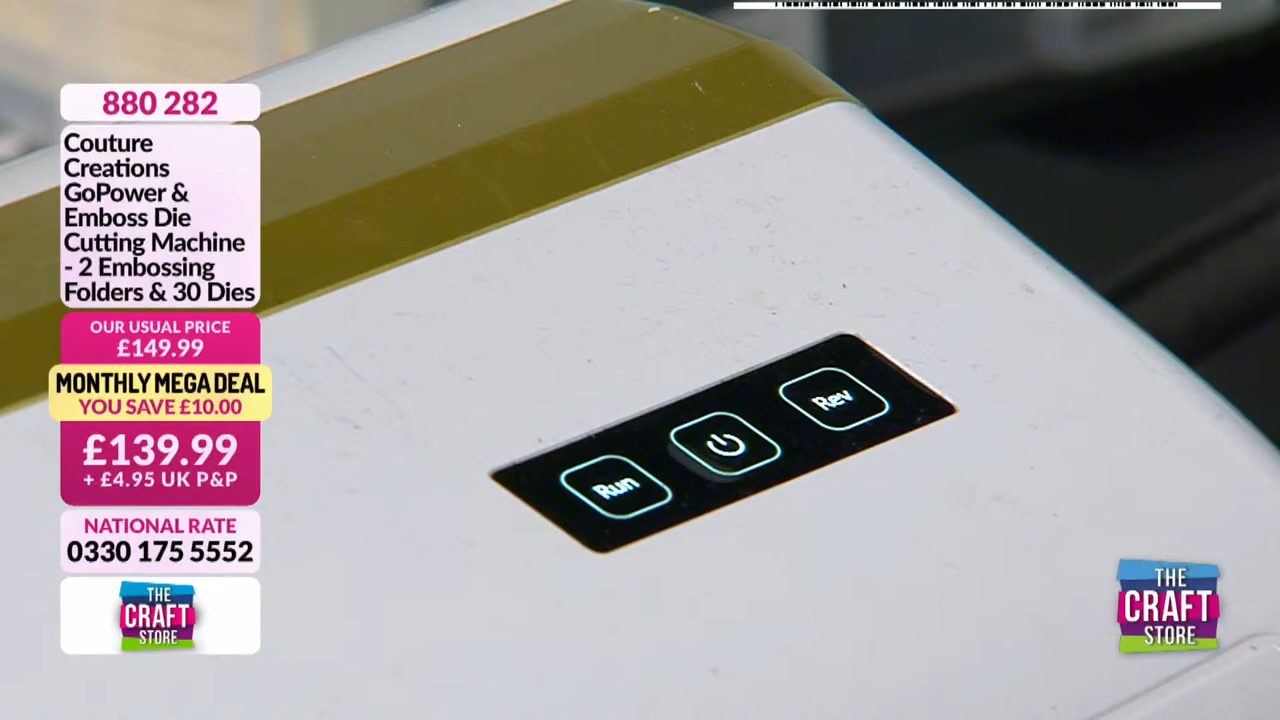 880 282
Couture
Creations
GoPower &
Emboss Die
Cutting Machine
- 2 Embossing
Folders & 30 Dies
OUR USUAL PRICE
£149.99
MONTHLY MEGA DEAL
YOU SAVE £10.00
£139.99
+ £4.95 UK P&P
NATIONAL RATE
0330 175 5552
THE
CRAFT
STORE
Run
Rev
THE
CRAFT
STORE